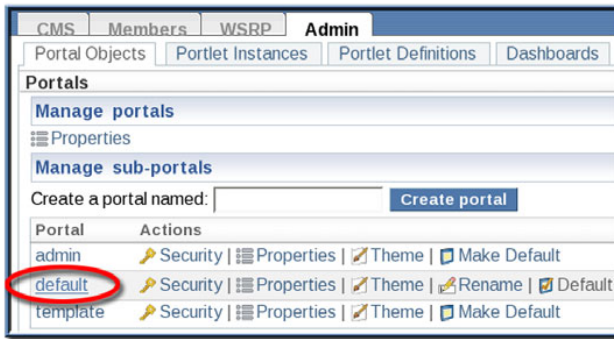 CMS Members WSRP Admin
Portal Objects Portlet Instances Portlet Definitions Dashboards
Portals
Manage portals
Properties
Manage sub-portals
Create a portal named: Create portal
Portal Actions
admin Security | Properties | Theme | Make Default
default Security | Properties | Theme | Rename | Default
template Security | Properties | Theme | Make Default